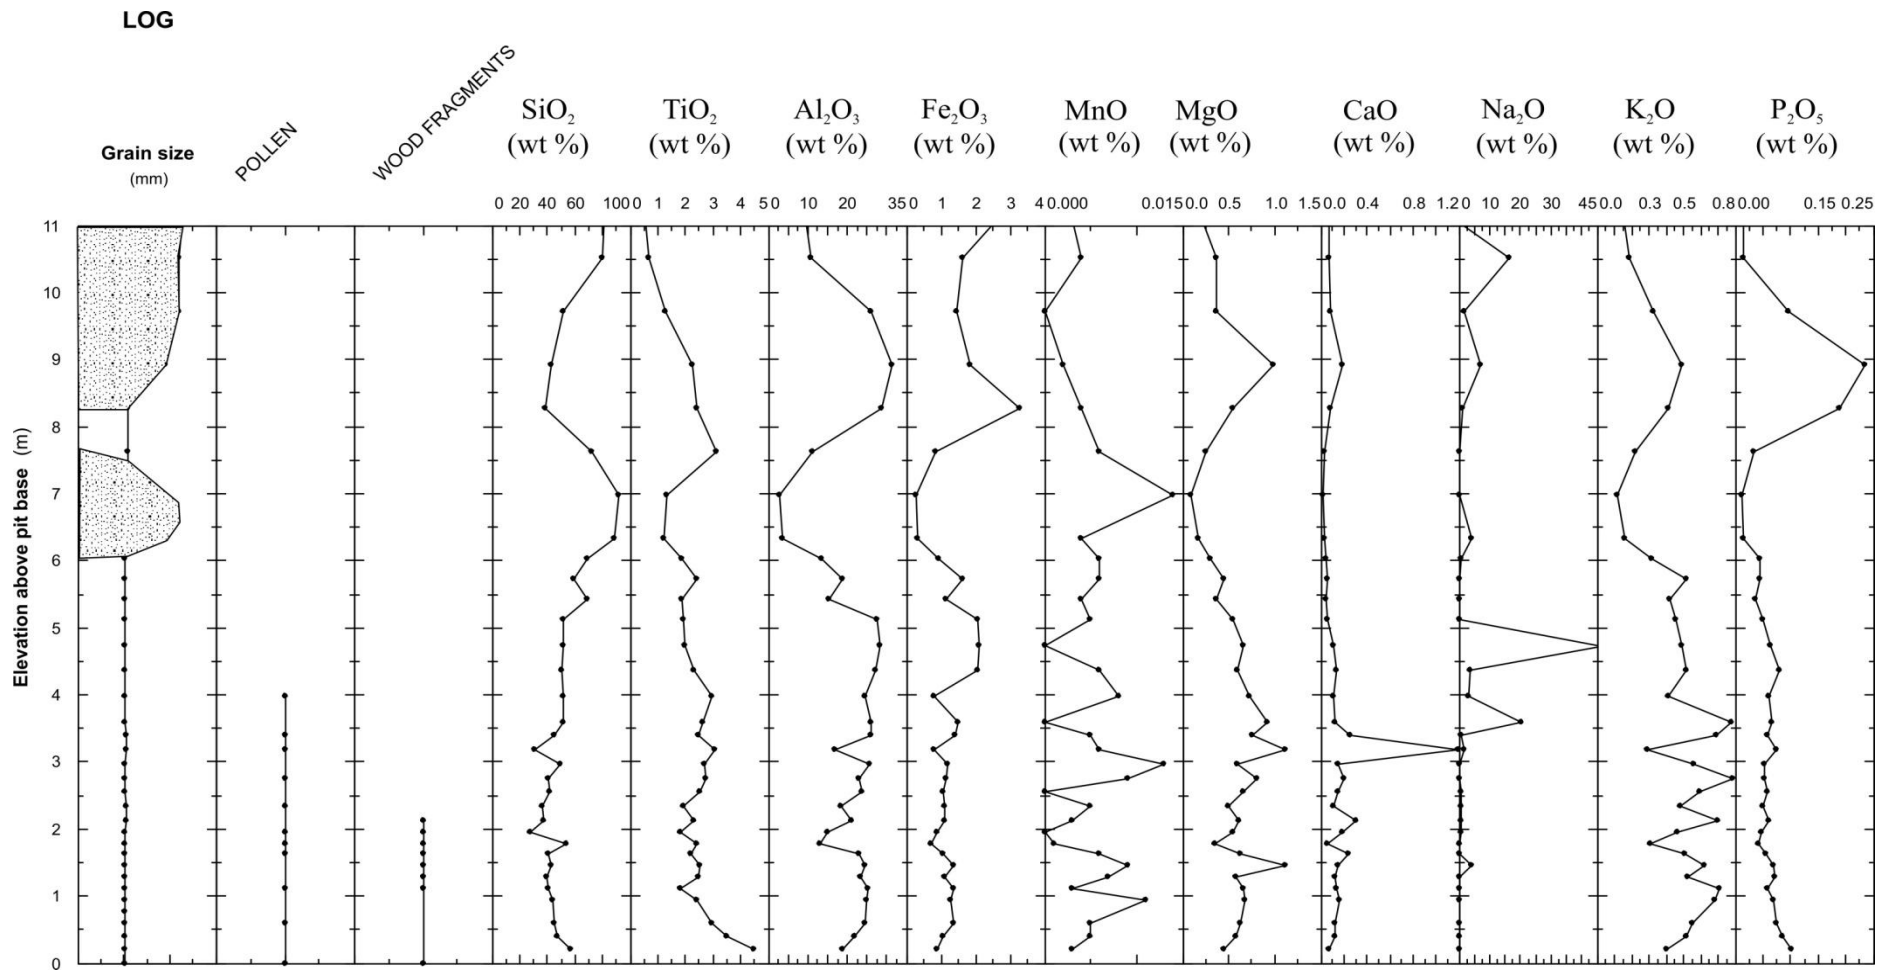 LOG
Grain size
(mm)
POLLEN
WOOD FRAGMENTS
SiO₂
(wt %)
TiO₂
(wt %)
Al₂O₃
(wt %)
Fe₂O₃
(wt %)
MnO
(wt %)
MgO
(wt %)
CaO
(wt %)
Na₂O
(wt %)
K₂O
(wt %)
P₂O₅
(wt %)
0 20 40 60 100 0 1 2 3 4 5 0 10 20 35 0 1 2 3 4 0.000 0.015 0.0 0.5 1.0 1.5 0.0 0.4 0.8 1.2 0 10 20 30 45 0.0 0.3 0.5 0.8 0.00 0.15 0.25
Elevation above pit base (m)
11
10
9
8
7
6
5
4
3
2
1
0